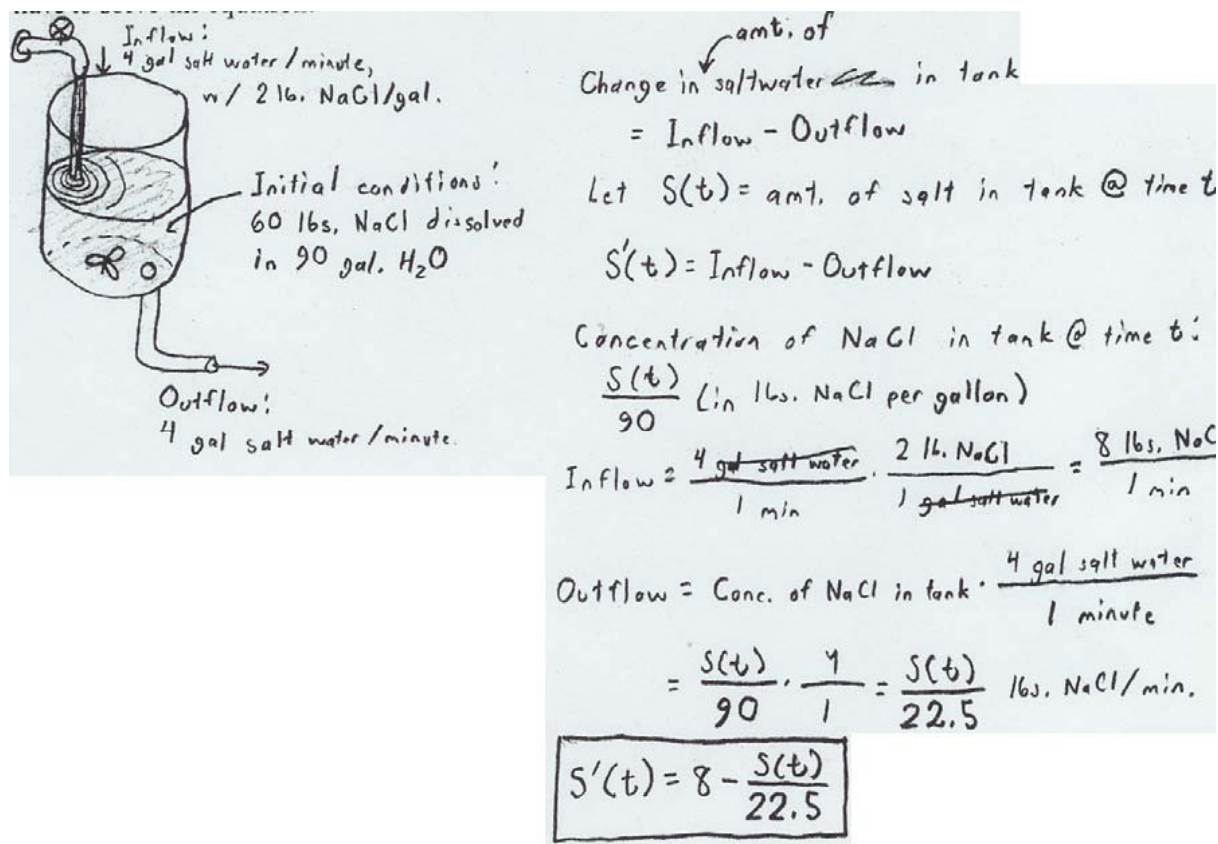 Inflow:
4 gal salt water/minute,
w/ 2 lb. NaCl/gal.
Initial conditions:
60 lbs. NaCl dissolved
in 90 gal. H₂O
Outflow:
4 gal salt water/minute.
amt. of
Change in saltwater in tank
= Inflow - Outflow
Let S(t) = amt. of salt in tank @ time t
S'(t) = Inflow - Outflow
Concentration of NaCl in tank @ time t:
S(t)/90 (in lbs. NaCl per gallon)
Inflow = 4 gal salt water/1 min · 2 lb. NaCl/1 gal salt water = 8 lbs. NaC/1 min
Outflow = Conc. of NaCl in tank · 4 gal salt water/1 minute
= S(t)/90 · 4/1 = S(t)/22.5 lbs. NaCl/min.
S'(t) = 8 - S(t)/22.5